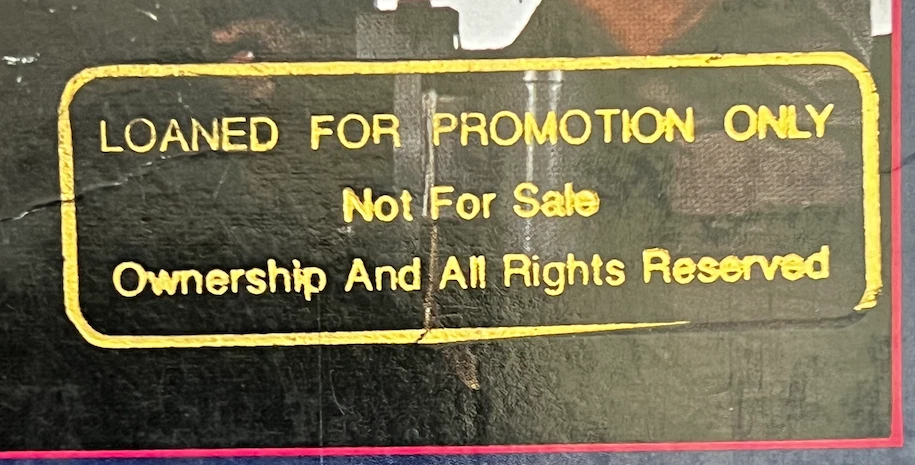 LOANED FOR PROMOTION ONLY
Not For Sale
Ownership And All Rights Reserved